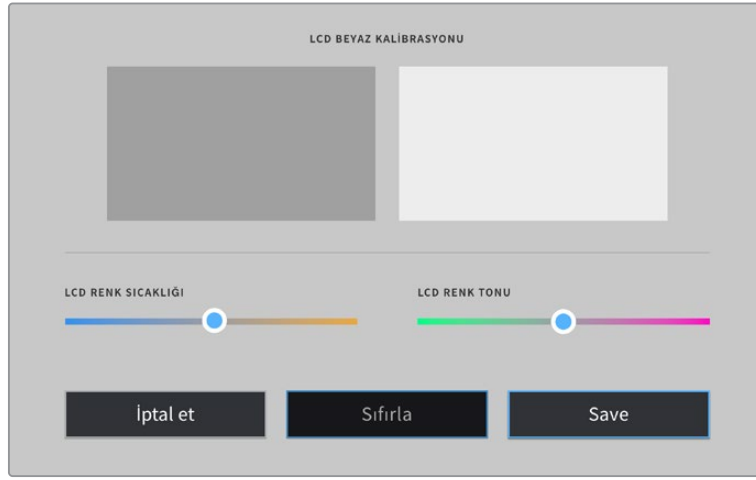 LCD BEYAZ KALİBRASYONU
LCD RENK SICAKLIĞI
LCD RENK TONU
İptal et
Sıfırla
Save